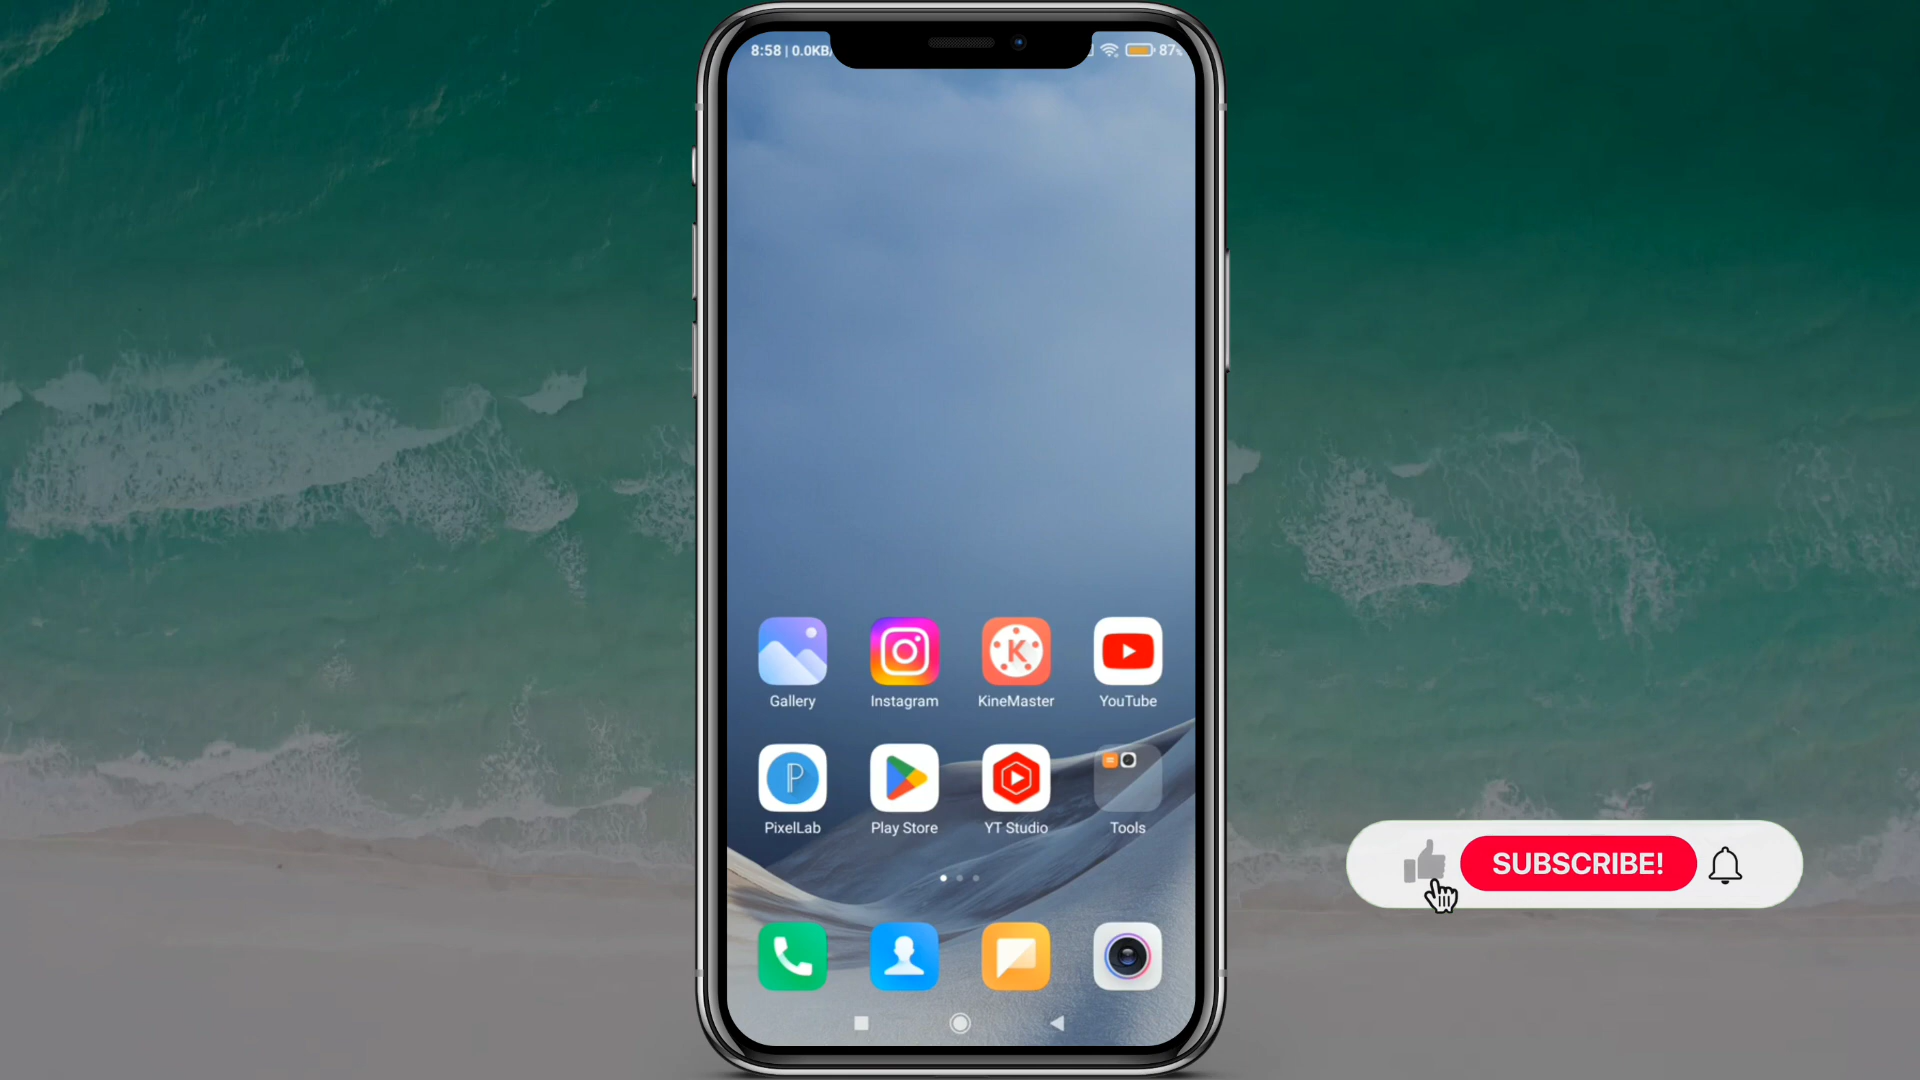 8:58 | 0.0KB/
87%
Gallery
Instagram
KineMaster
YouTube
PixelLab
Play Store
YT Studio
Tools
SUBSCRIBE!